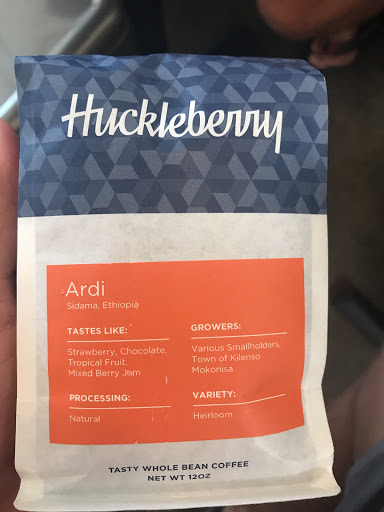 Huckleberry
Ardi
Sidama, Ethiopia
TASTES LIKE:
Strawberry, Chocolate,
Tropical Fruit,
Mixed Berry Jam
GROWERS:
Various Smallholders,
Town of Kilenso
Mokonisa
PROCESSING:
Natural
VARIETY:
Heirloom
TASTY WHOLE BEAN COFFEE
NET WT 12OZ